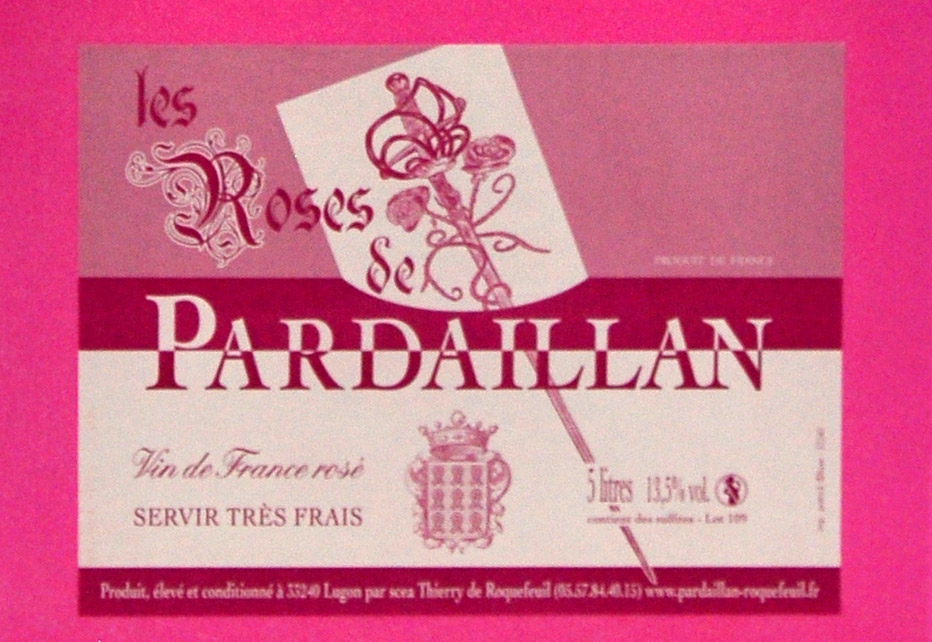 les
Roses
de
PRODUIT DE FRANCE
PARDAILLAN
Vin de France rosé
SERVIR TRÈS FRAIS
5 litres 13,5% vol.
contient des sulfites - Lot 109
Produit, élevé et conditionné à 33240 Lugon par scea Thierry de Roquefeuil (05.57.84.40.15) www.pardaillan-roquefeuil.fr